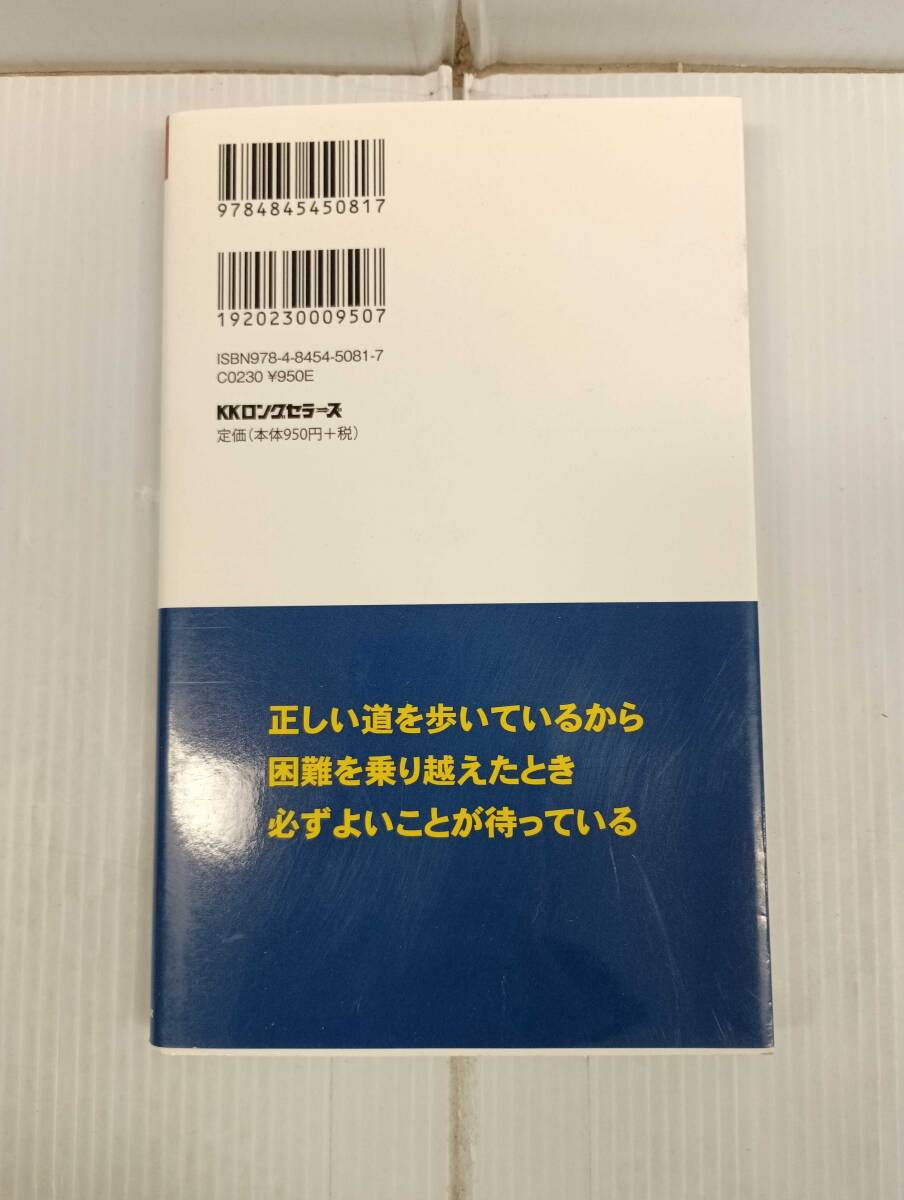 9784845450817
1920230009507
ISBN978-4-8454-5081-7
C0230 ¥950E
KKロングセラーズ
定価(本体950円+税)
正しい道を歩いているから
困難を乗り越えたとき
必ずよいことが待っている